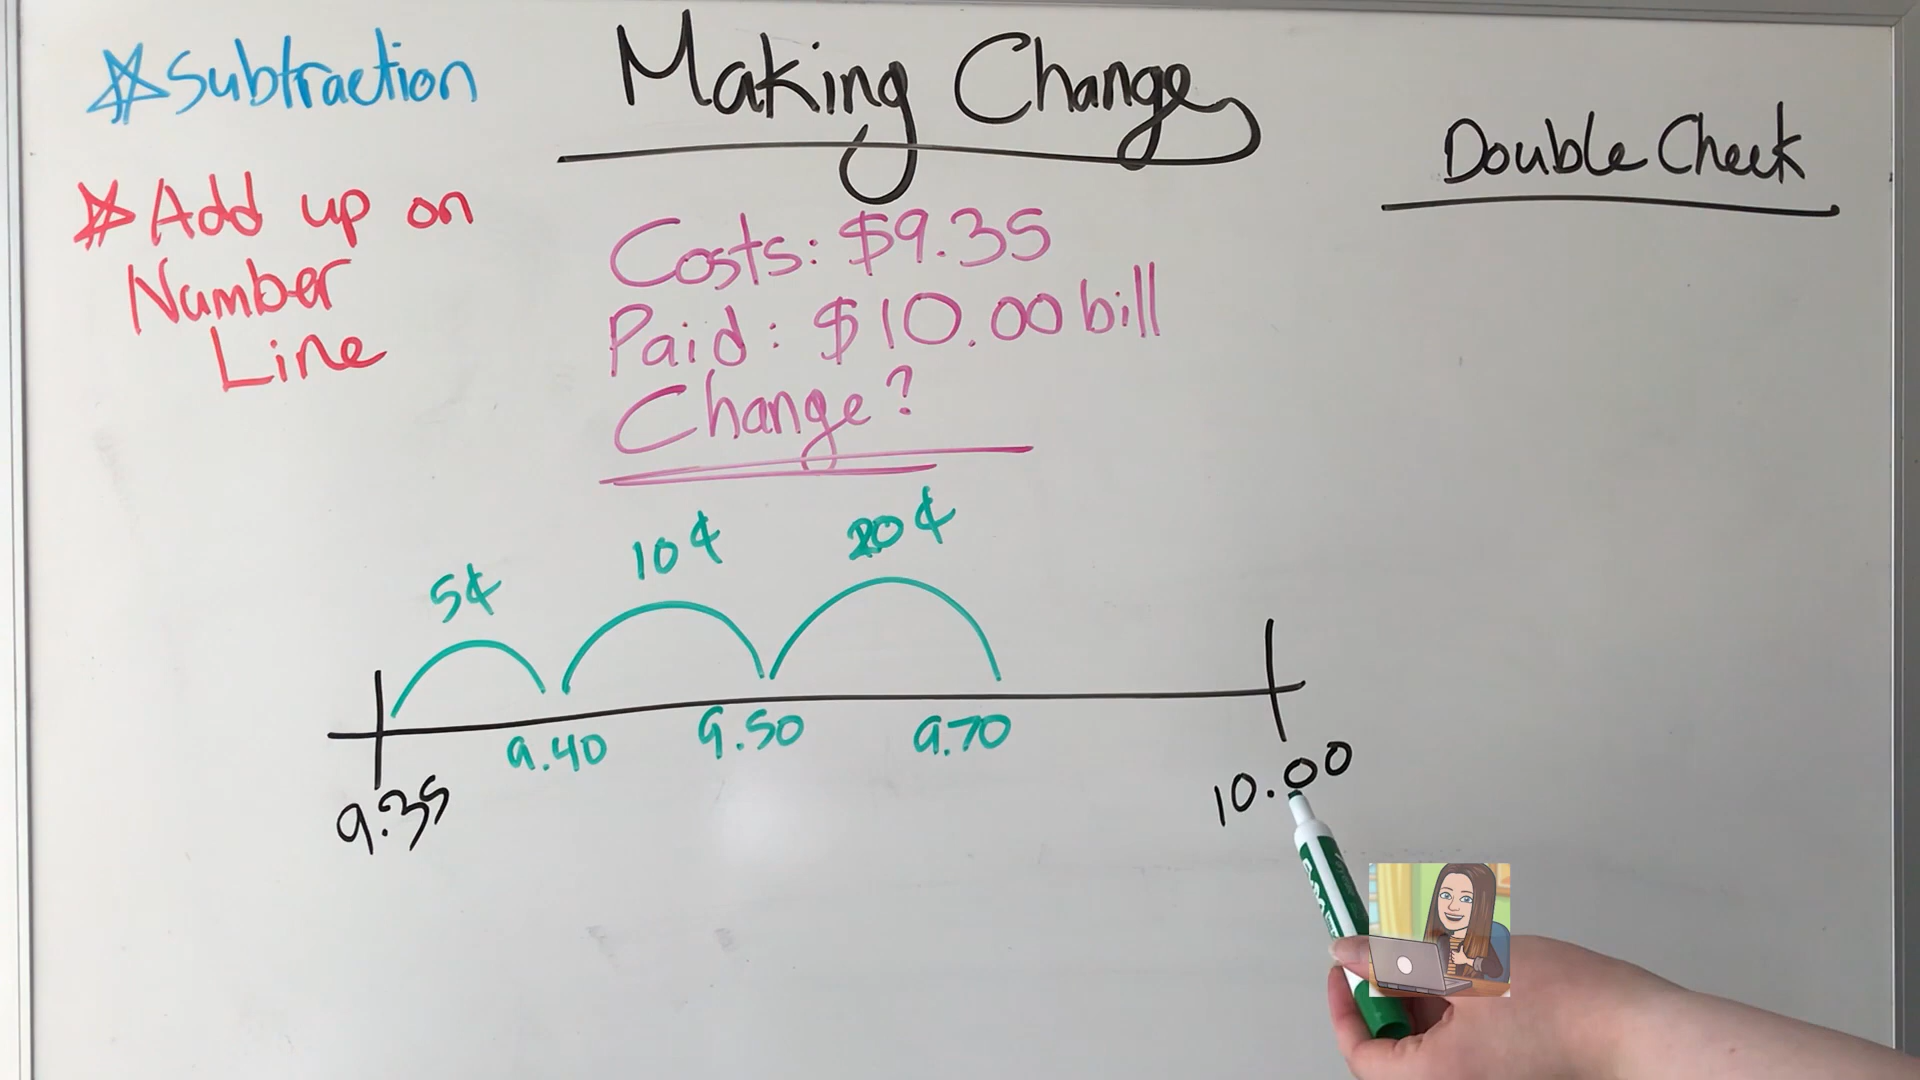 Making Change
☆Subtraction
☆Add up on
Number
Line
Double Check
Costs: $9.35
Paid: $10.00 bill
Change?
5¢ 10¢ 20¢
9.35 9.40 9.50 9.70 10.00
EXPO